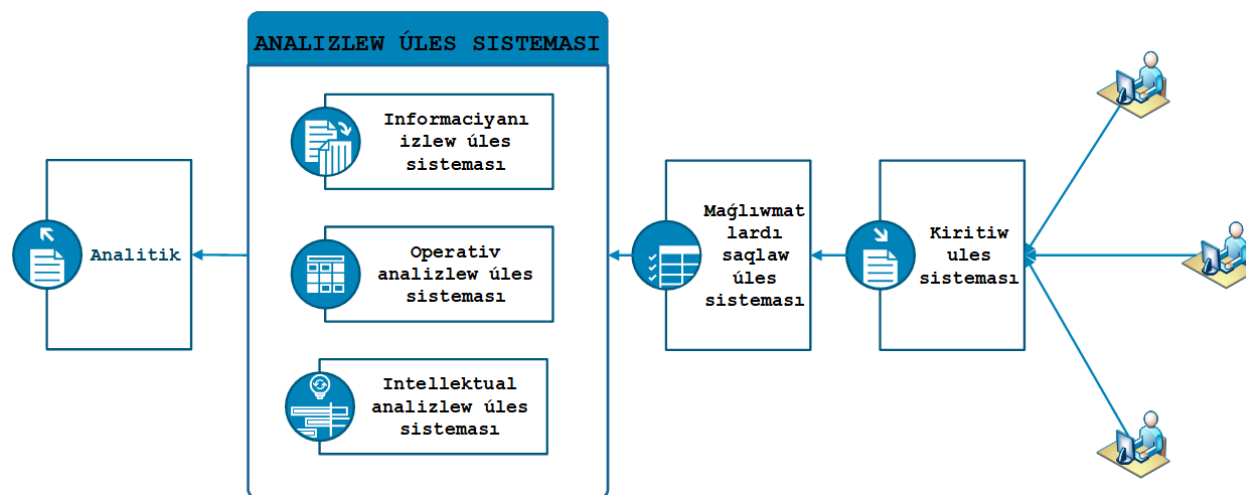 ANALIZLEW ÚLES SISTEMASI
Informaciyanı
izlew úles
sisteması
Operativ
analizlew úles
sisteması
Intellektual
analizlew úles
sisteması
Analitik
Mağlıwmat
lardı
saqlaw
úles
sisteması
Kiritiw
ules
sisteması